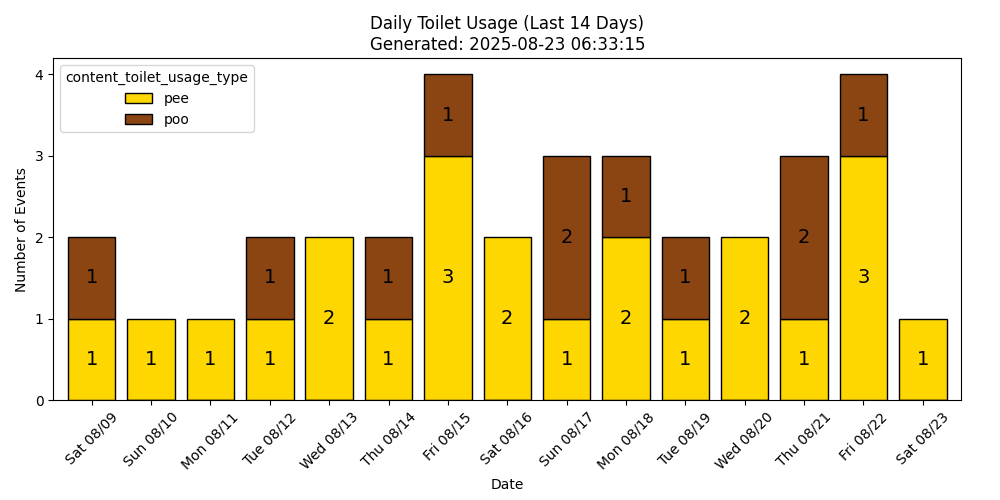 Daily Toilet Usage (Last 14 Days)
Generated: 2025-08-23 06:33:15
content_toilet_usage_type
pee
poo
Number of Events
4
3
2
1
0
1
1
1
1
1
1
2
1
1
1
3
2
2
1
1
2
1
1
2
2
1
1
3
1
Sat 08/09
Sun 08/10
Mon 08/11
Tue 08/12
Wed 08/13
Thu 08/14
Fri 08/15
Sat 08/16
Sun 08/17
Mon 08/18
Tue 08/19
Wed 08/20
Thu 08/21
Fri 08/22
Sat 08/23
Date